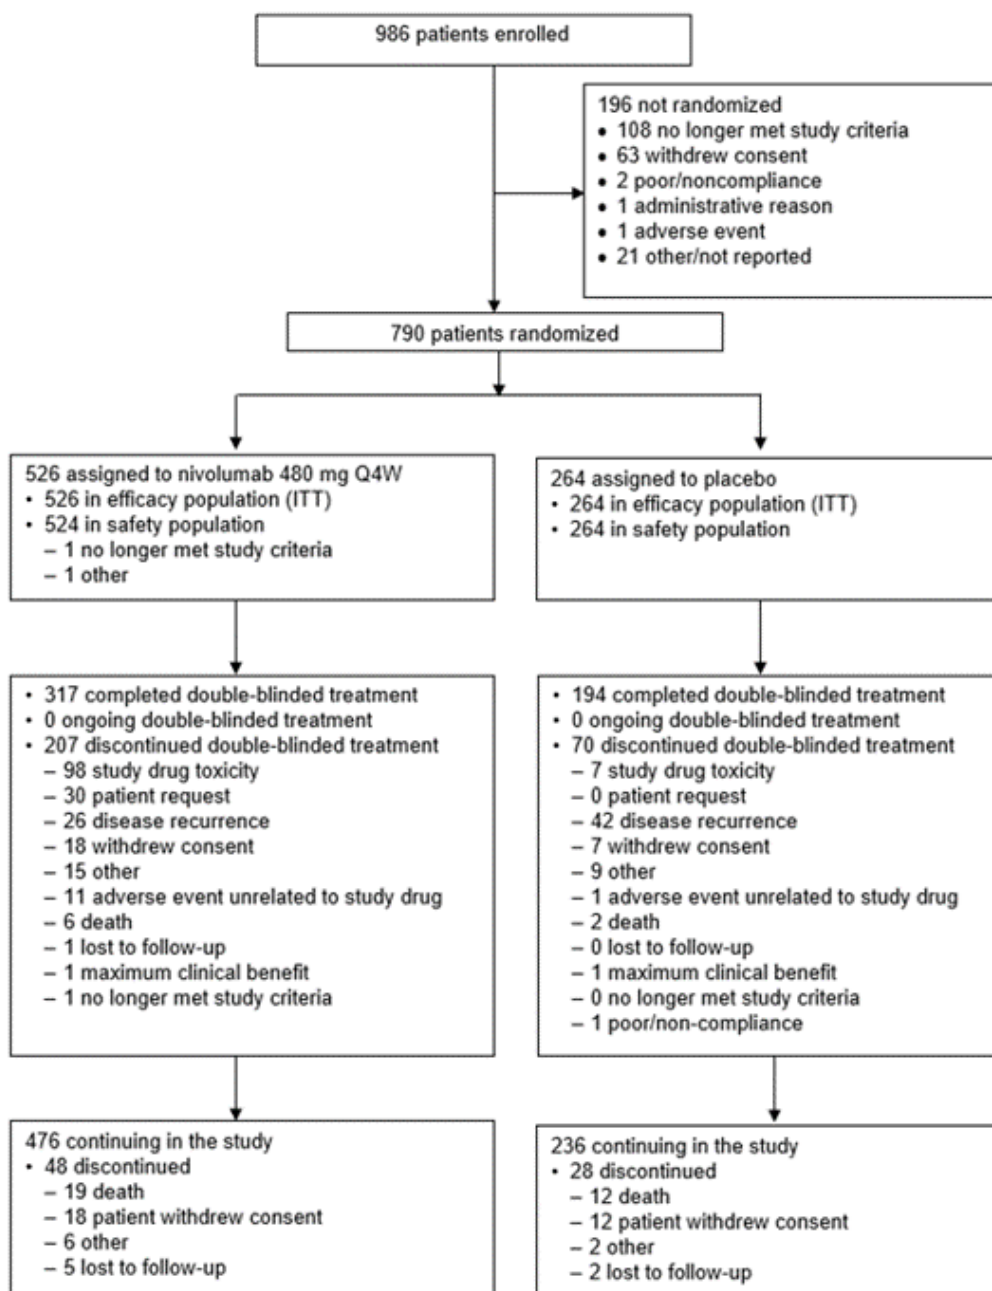 986 patients enrolled
196 not randomized
• 108 no longer met study criteria
• 63 withdrew consent
• 2 poor/noncompliance
• 1 administrative reason
• 1 adverse event
• 21 other/not reported
790 patients randomized
526 assigned to nivolumab 480 mg Q4W
• 526 in efficacy population (ITT)
• 524 in safety population
– 1 no longer met study criteria
– 1 other
264 assigned to placebo
• 264 in efficacy population (ITT)
• 264 in safety population
• 317 completed double-blinded treatment
• 0 ongoing double-blinded treatment
• 207 discontinued double-blinded treatment
– 98 study drug toxicity
– 30 patient request
– 26 disease recurrence
– 18 withdrew consent
– 15 other
– 11 adverse event unrelated to study drug
– 6 death
– 1 lost to follow-up
– 1 maximum clinical benefit
– 1 no longer met study criteria
• 194 completed double-blinded treatment
• 0 ongoing double-blinded treatment
• 70 discontinued double-blinded treatment
– 7 study drug toxicity
– 0 patient request
– 42 disease recurrence
– 7 withdrew consent
– 9 other
– 1 adverse event unrelated to study drug
– 2 death
– 0 lost to follow-up
– 1 maximum clinical benefit
– 0 no longer met study criteria
– 1 poor/non-compliance
476 continuing in the study
• 48 discontinued
– 19 death
– 18 patient withdrew consent
– 6 other
– 5 lost to follow-up
236 continuing in the study
• 28 discontinued
– 12 death
– 12 patient withdrew consent
– 2 other
– 2 lost to follow-up